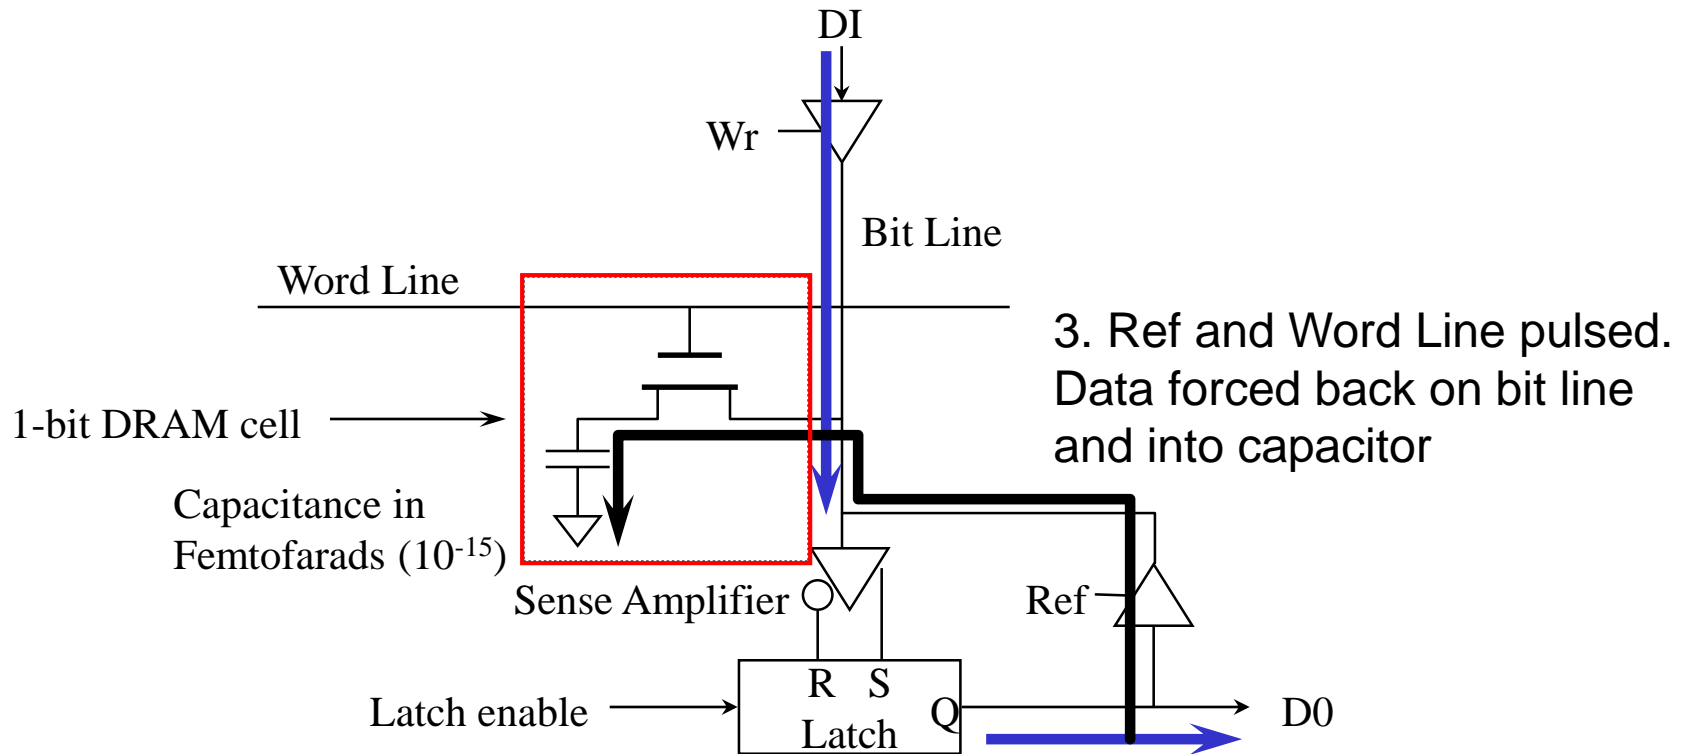 DI
Wr
Bit Line
Word Line
3. Ref and Word Line pulsed.
Data forced back on bit line
and into capacitor
1-bit DRAM cell
Capacitance in
Femtofarads (10⁻¹⁵)
Sense Amplifier
Ref
R S
Latch enable
Q
D0
Latch